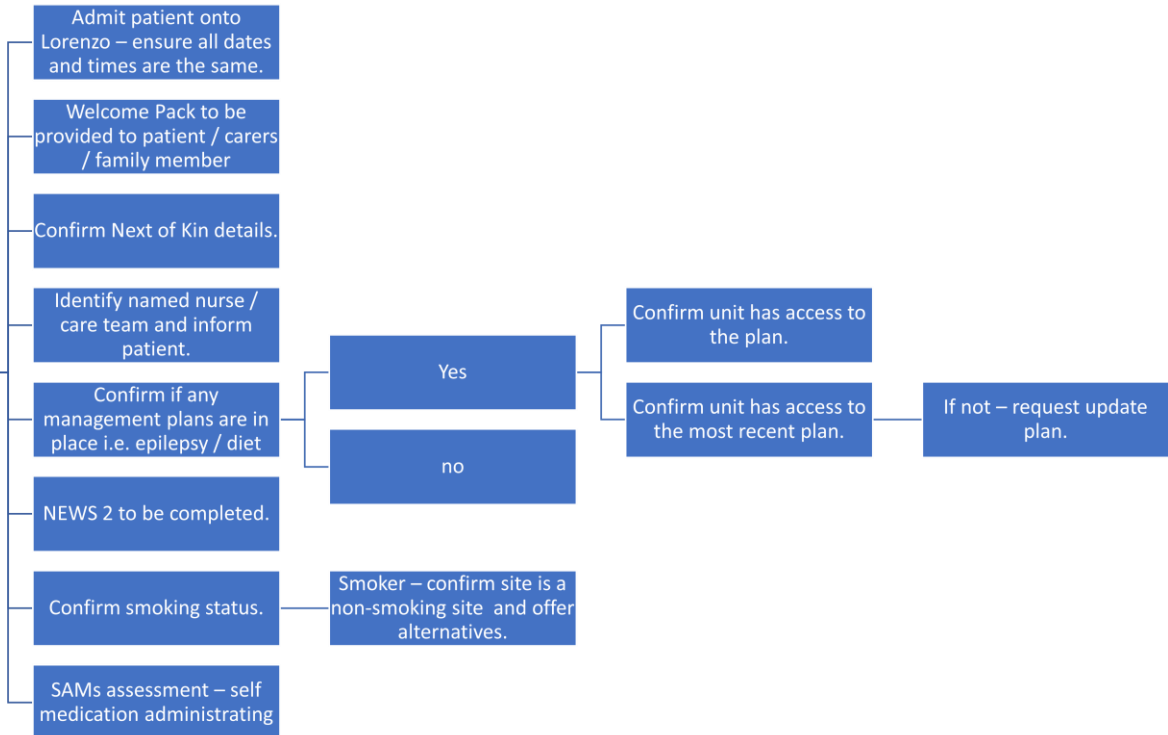 Admit patient onto
Lorenzo – ensure all dates
and times are the same.
Welcome Pack to be
provided to patient / carers
/ family member
Confirm Next of Kin details.
Identify named nurse /
care team and inform
patient.
Confirm if any
management plans are in
place i.e. epilepsy / diet
Yes
Confirm unit has access to
the plan.
Confirm unit has access to
the most recent plan.
If not – request update
plan.
no
NEWS 2 to be completed.
Confirm smoking status.
Smoker – confirm site is a
non-smoking site  and offer
alternatives.
SAMs assessment – self
medication administrating